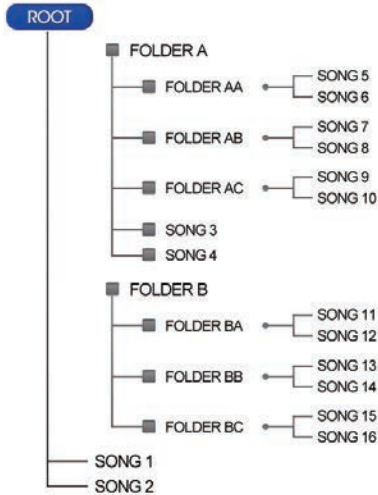 ROOT
FOLDER A
FOLDER AA
SONG 5
SONG 6
FOLDER AB
SONG 7
SONG 8
FOLDER AC
SONG 9
SONG 10
SONG 3
SONG 4
FOLDER B
FOLDER BA
SONG 11
SONG 12
FOLDER BB
SONG 13
SONG 14
FOLDER BC
SONG 15
SONG 16
SONG 1
SONG 2